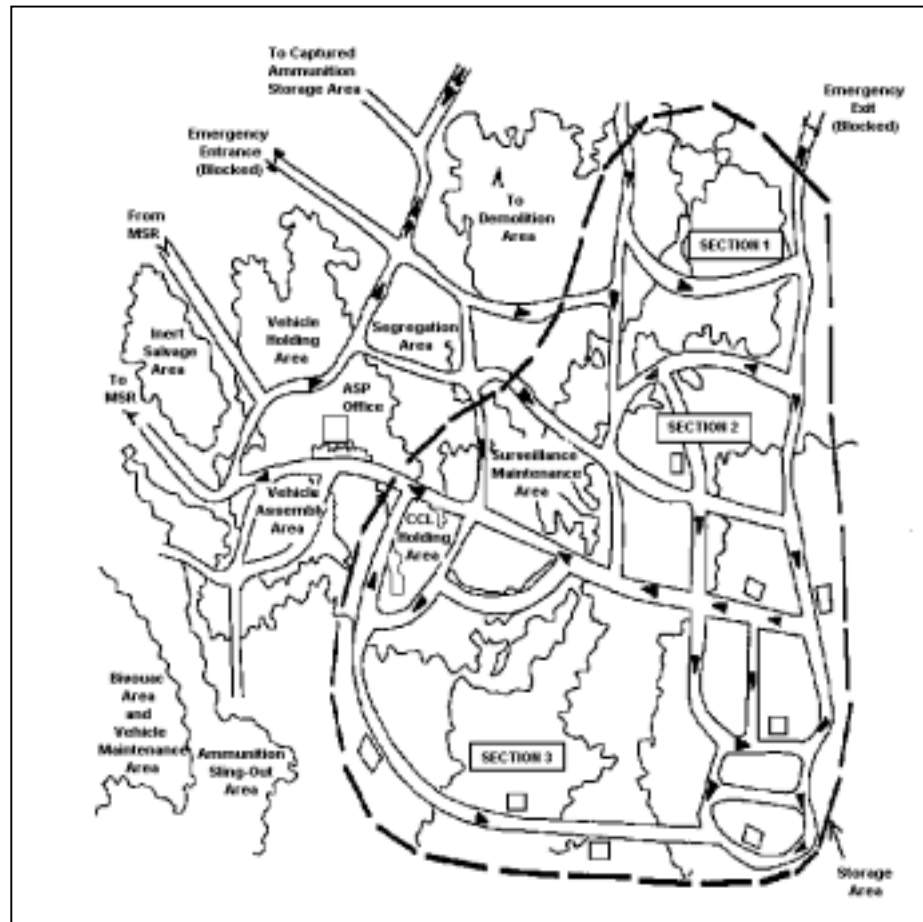 To Captured
Ammunition
Storage Area
Emergency
Exit
(Blocked)
Emergency
Entrance
(Blocked)
To
Demolition
Area
From
MSR
SECTION 1
Vehicle
Holding
Area
Segregation
Area
Inert
Salvage
Area
To
MSR
ASP
Office
SECTION 2
Surveillance
Maintenance
Area
Vehicle
Assembly
Area
CCL
Holding
Area
Bivouac
Area
and
Vehicle
Maintenance
Area
Ammunition
Sling-Out
Area
SECTION 3
Storage
Area